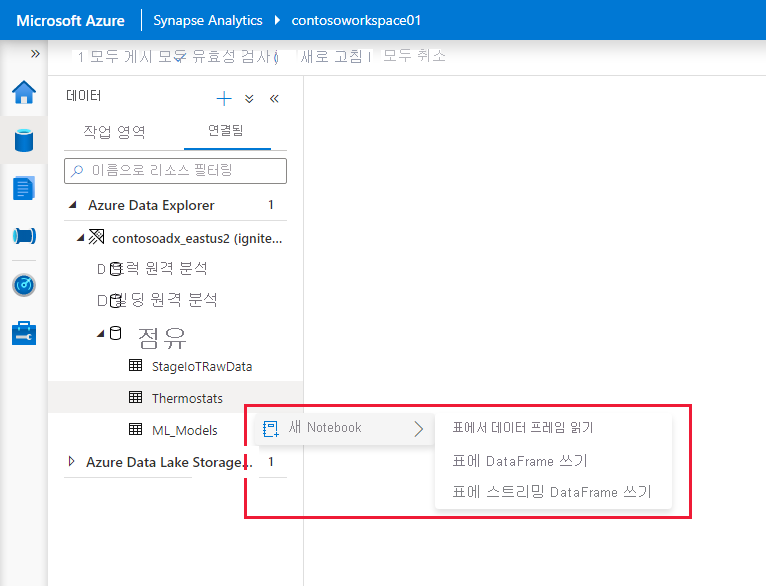 Microsoft Azure Synapse Analytics contosoworkspace01
모두 게시 모두 유효성 검사 새로 고침 모두 취소
데이터
작업 영역 연결됨
이름으로 리소스 필터링
Azure Data Explorer 1
contosoadx_eastus2 (ignite...
원격 분석
빌딩 원격 분석
점유
StageIoTRawData
Thermostats
ML_Models
새 Notebook
표에서 데이터 프레임 읽기
표에 DataFrame 쓰기
표에 스트리밍 DataFrame 쓰기
Azure Data Lake Storage... 1